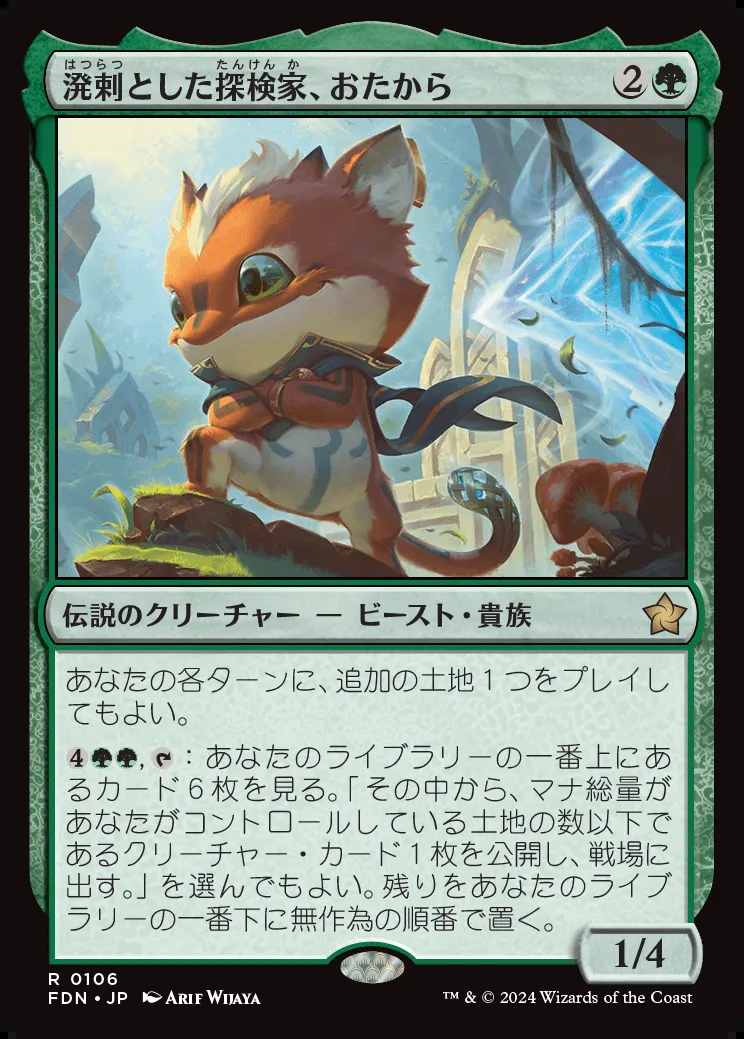 はつらつ たんけんか
溌剌とした探検家、おたから 2
伝説のクリーチャー — ビースト・貴族
あなたの各ターンに、追加の土地１つをプレイし
てもよい。
4, : あなたのライブラリーの一番上にあ
るカード６枚を見る。「その中から、マナ総量が
あなたがコントロールしている土地の数以下で
あるクリーチャー・カード１枚を公開し、戦場に
出す。」を選んでもよい。残りをあなたのライブ
ラリーの一番下に無作為の順番で置く。
1/4
R 0106
FDN • JP Arif Wijaya
™ & © 2024 Wizards of the Coast